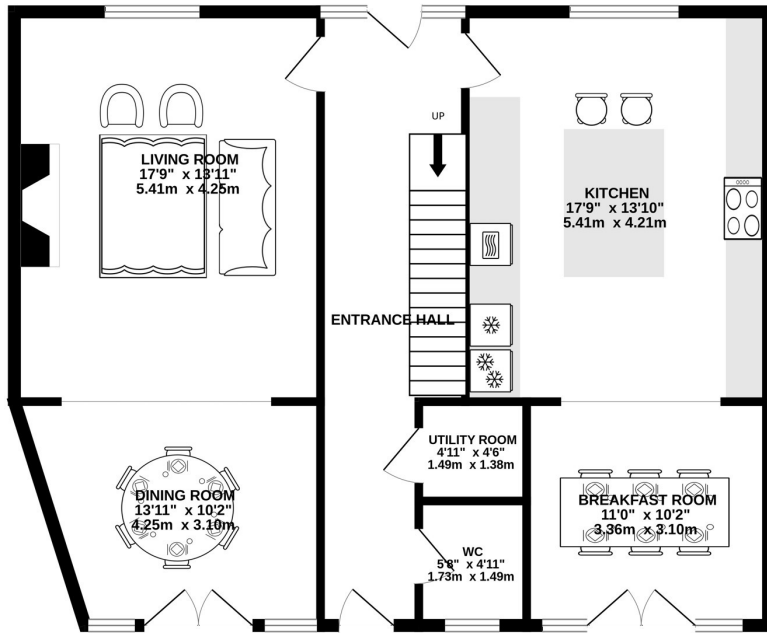 UP
LIVING ROOM
17'9" x 13'11"
5.41m x 4.25m
KITCHEN
17'9" x 13'10"
5.41m x 4.21m
ENTRANCE HALL
UTILITY ROOM
4'11" x 4'6"
1.49m x 1.38m
DINING ROOM
13'11" x 10'2"
4.25m x 3.10m
BREAKFAST ROOM
11'0" x 10'2"
3.36m x 3.10m
WC
5'8" x 4'11"
1.73m x 1.49m